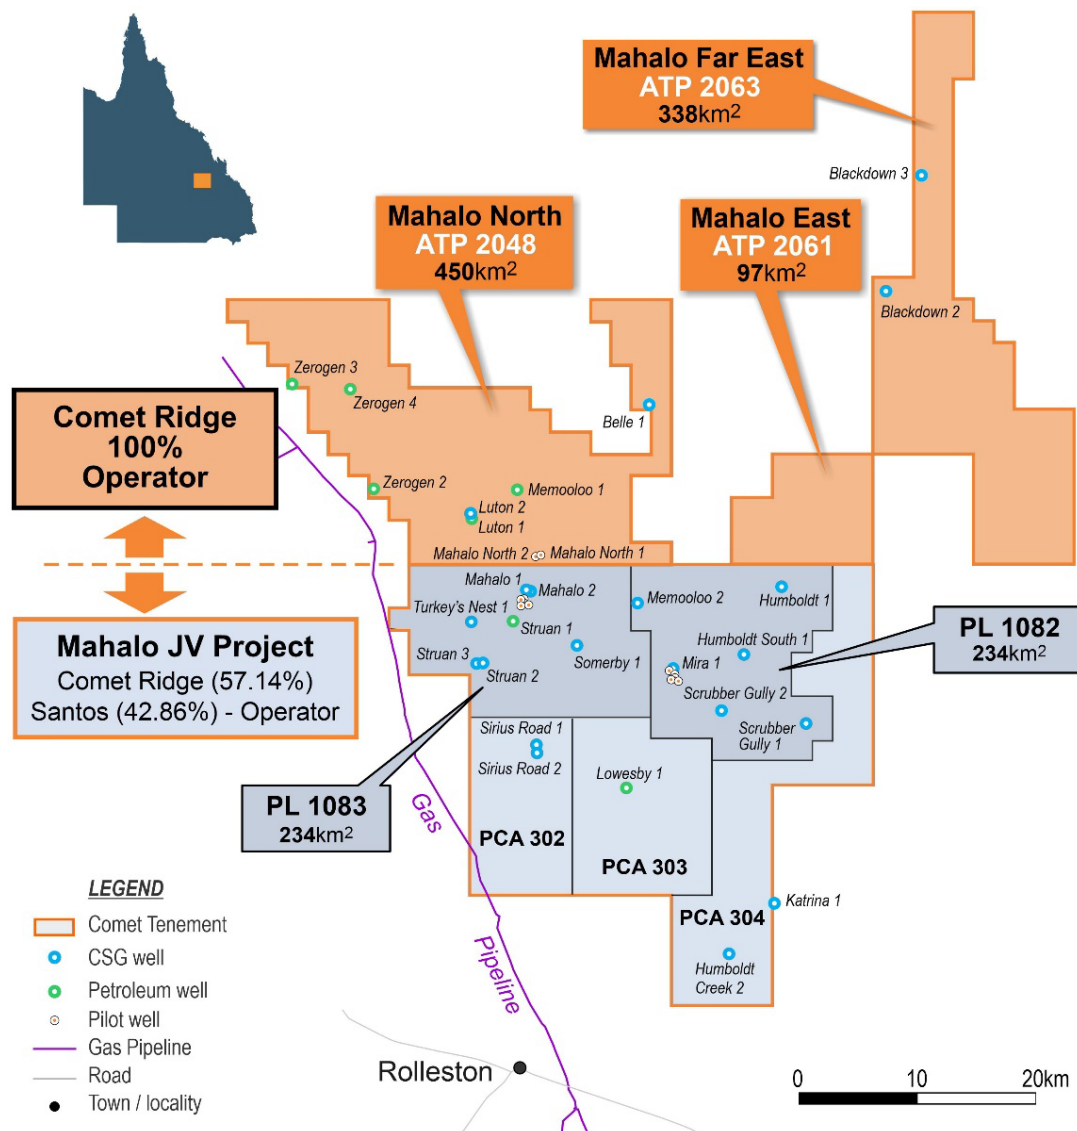 Mahalo Far East
ATP 2063
338km²
Blackdown 3
Mahalo North
ATP 2048
450km²
Mahalo East
ATP 2061
97km²
Blackdown 2
Zerogen 3
Zerogen 4
Belle 1
Comet Ridge
100%
Operator
Zerogen 2
Memooloo 1
Luton 2
Luton 1
Mahalo North 2
Mahalo North 1
Mahalo 1
Mahalo 2
Memooloo 2
Humboldt 1
Turkey's Nest 1
Struan 1
Humboldt South 1
PL 1082
234km²
Mahalo JV Project
Comet Ridge (57.14%)
Santos (42.86%) - Operator
Struan 3
Struan 2
Somerby 1
Mira 1
Scrubber Gully 2
Scrubber
Gully 1
Sirius Road 1
Sirius Road 2
Lowesby 1
PL 1083
234km²
Gas
Pipeline
PCA 302
PCA 303
PCA 304
Katrina 1
Humboldt
Creek 2
LEGEND
Comet Tenement
CSG well
Petroleum well
Pilot well
Gas Pipeline
Road
Town / locality
Rolleston
0 10 20km